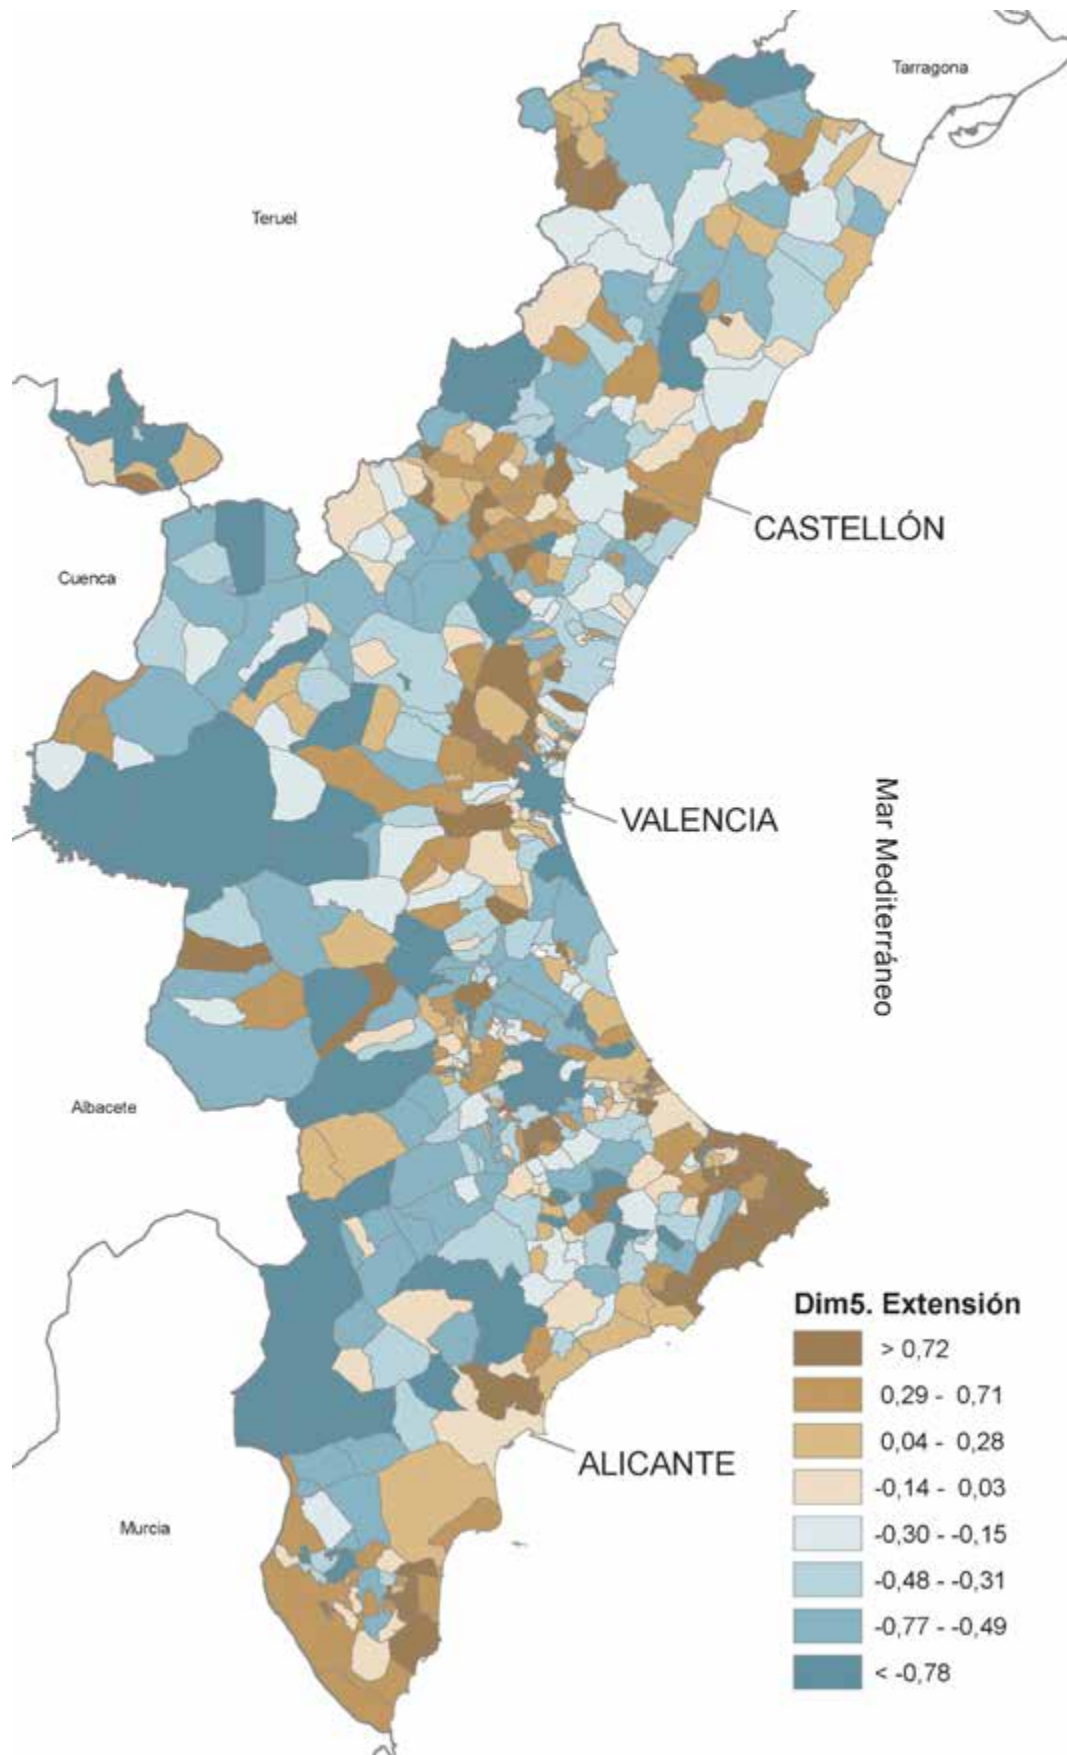 Tarragona
Teruel
CASTELLÓN
Cuenca
VALENCIA
Mar Mediterráneo
Albacete
Dim5. Extensión
> 0,72
0,29 - 0,71
0,04 - 0,28
-0,14 - 0,03
-0,30 - -0,15
-0,48 - -0,31
-0,77 - -0,49
< -0,78
ALICANTE
Murcia